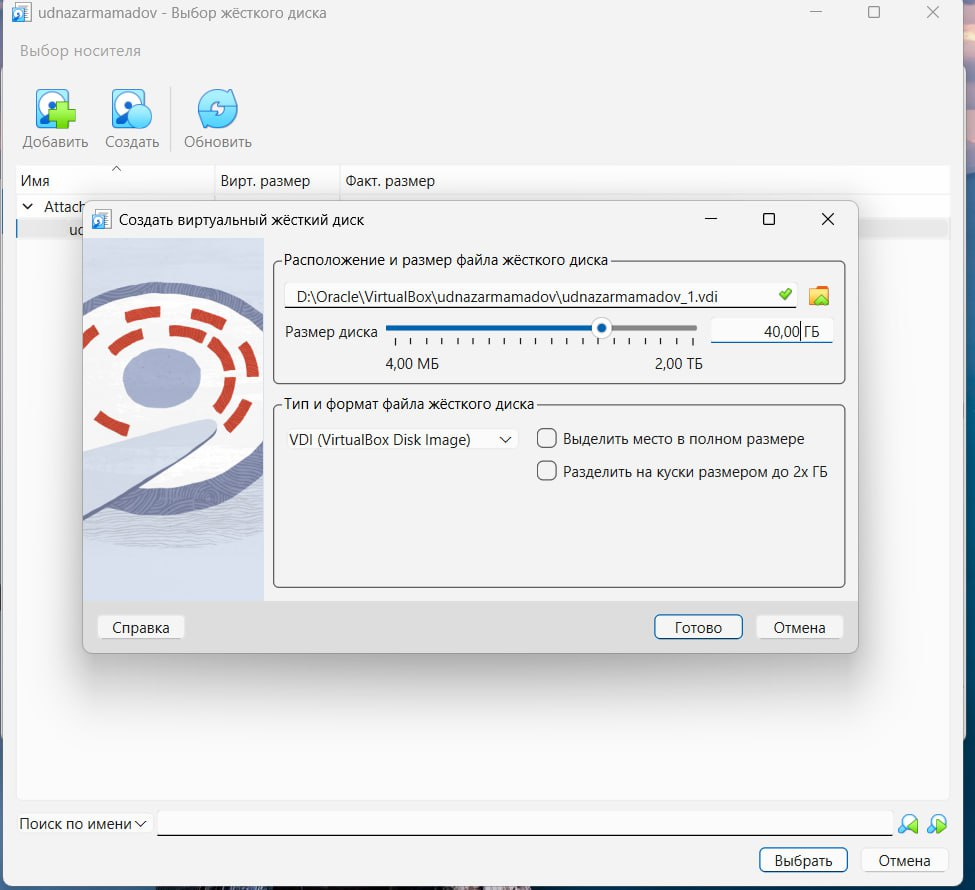 udnazarmamadov - Выбор жёсткого диска
Выбор носителя
Добавить Создать Обновить
Имя Вирт. размер Факт. размер
Создать виртуальный жёсткий диск
Расположение и размер файла жёсткого диска
D:\Oracle\VirtualBox\udnazarmamadov\udnazarmamadov_1.vdi
Размер диска 40,00 ГБ
4,00 МБ 2,00 ТБ
Тип и формат файла жёсткого диска
VDI (VirtualBox Disk Image) Выделить место в полном размере
Разделить на куски размером до 2х ГБ
Справка Готово Отмена
Поиск по имени
Выбрать Отмена